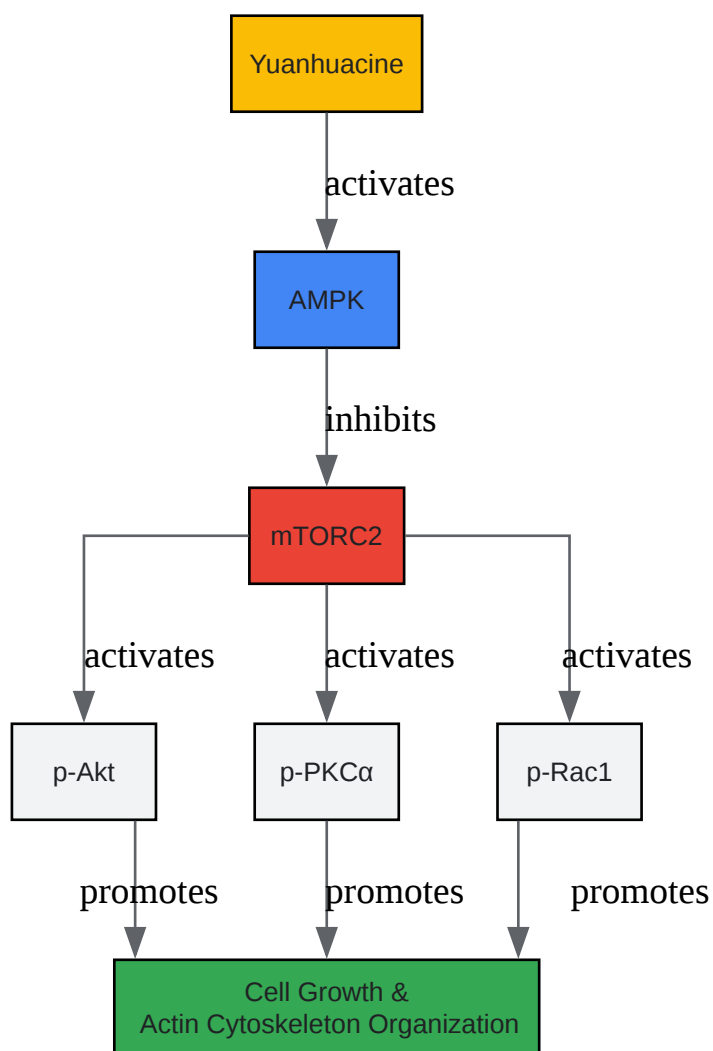 Yuanhuacine
activates
AMPK
inhibits
mTORC2
activates activates activates
p-Akt p-PKCα p-Rac1
promotes promotes promotes
Cell Growth &
Actin Cytoskeleton Organization